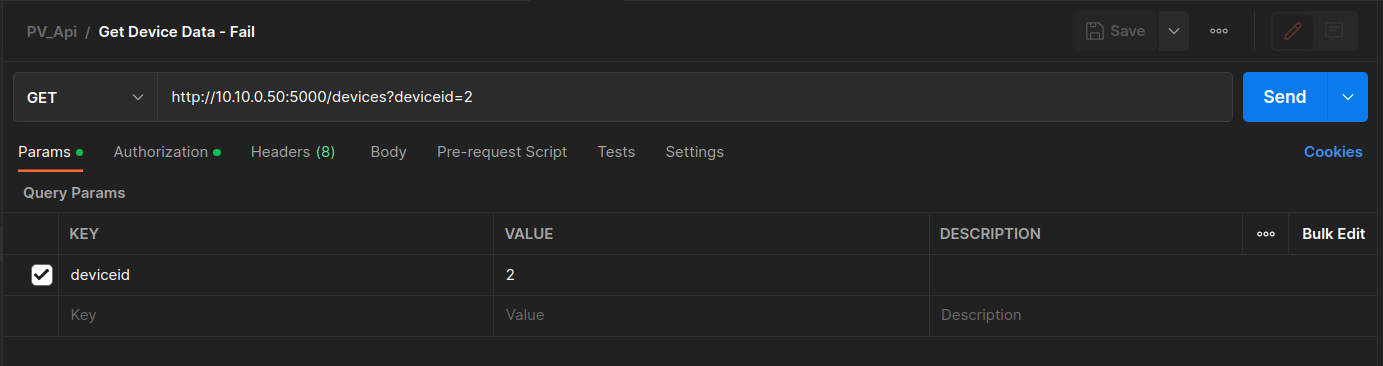 PV_Api / Get Device Data - Fail Save
GET http://10.10.0.50:5000/devices?deviceid=2 Send
Params Authorization Headers (8) Body Pre-request Script Tests Settings Cookies
Query Params
KEY VALUE DESCRIPTION Bulk Edit
deviceid 2
Key Value Description